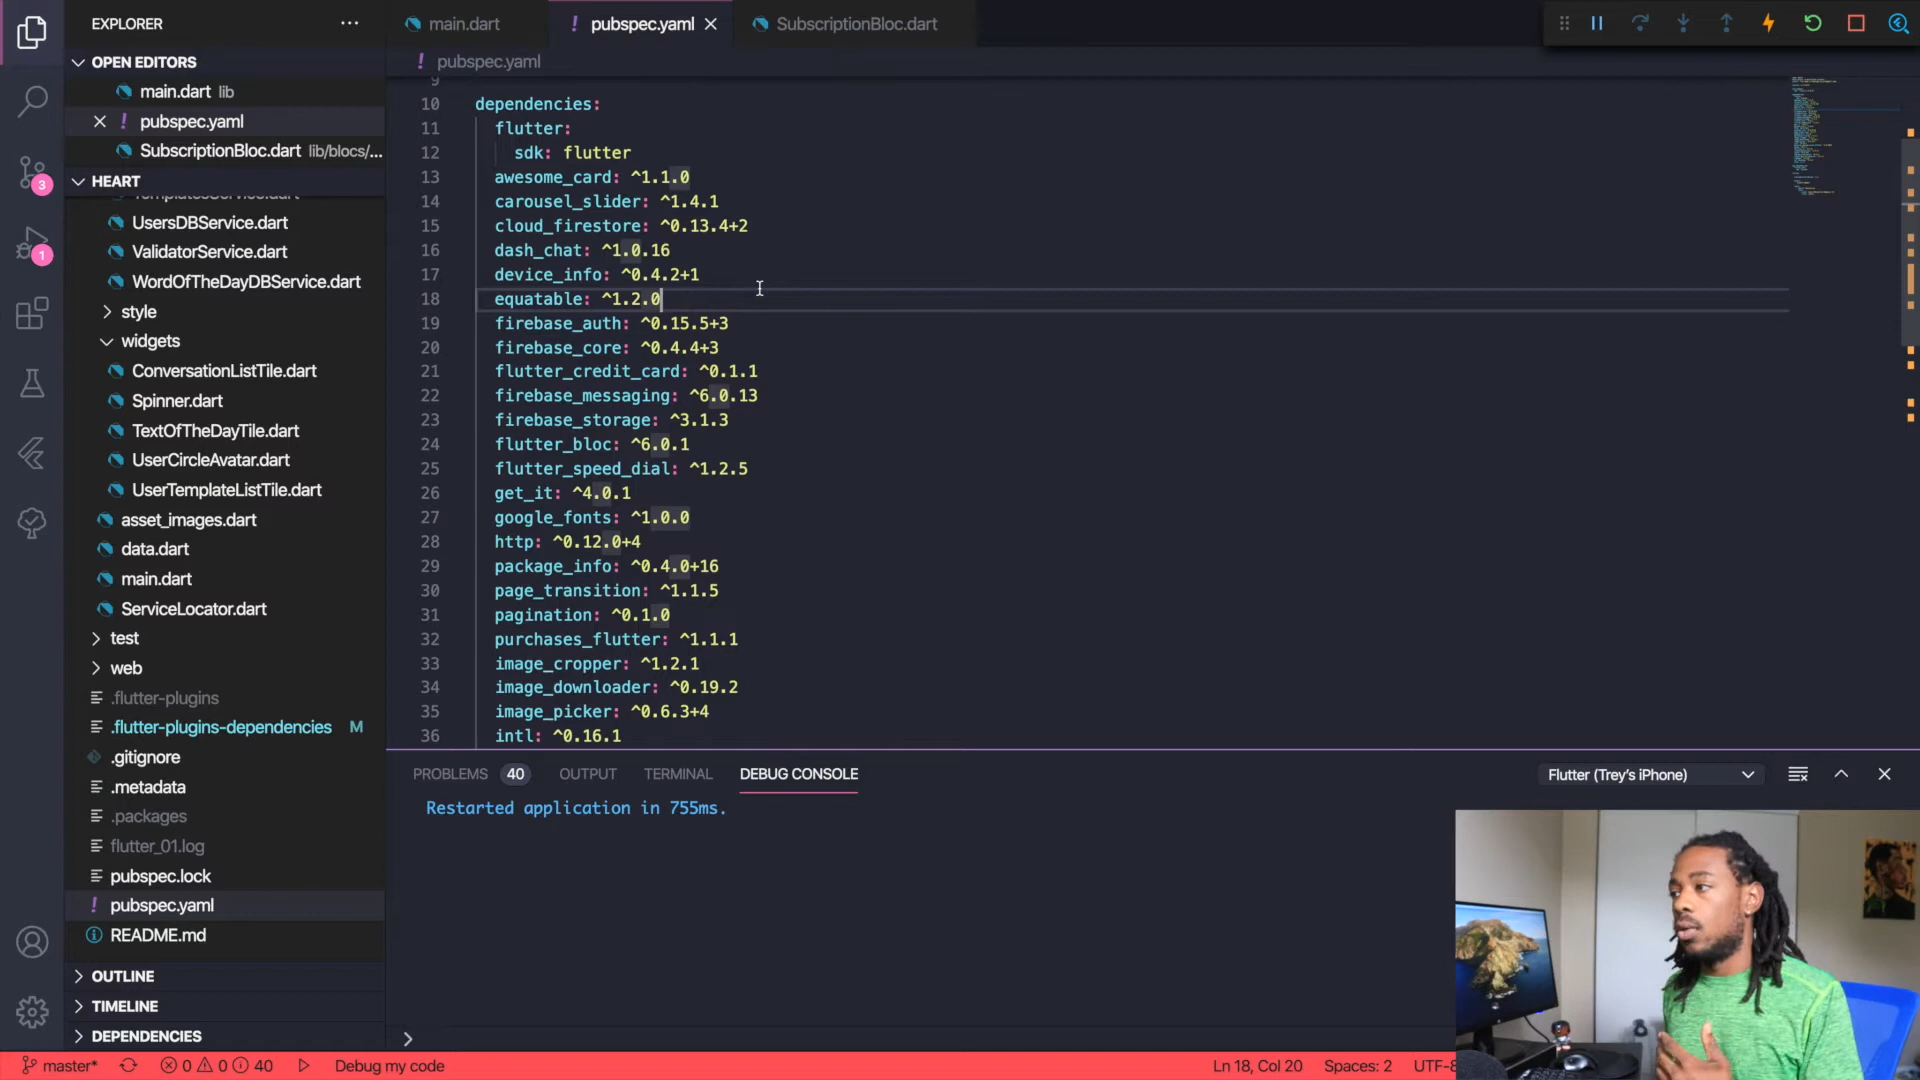 EXPLORER
OPEN EDITORS
main.dart lib
pubspec.yaml
SubscriptionBloc.dart lib/blocs/...
HEART
TemplatesService.dart
UsersDBService.dart
ValidatorService.dart
WordOfTheDayDBService.dart
style
widgets
ConversationListTile.dart
Spinner.dart
TextOfTheDayTile.dart
UserCircleAvatar.dart
UserTemplateListTile.dart
asset_images.dart
data.dart
main.dart
ServiceLocator.dart
test
web
.flutter-plugins
.flutter-plugins-dependencies M
.gitignore
.metadata
.packages
flutter_01.log
pubspec.lock
pubspec.yaml
README.md
OUTLINE
TIMELINE
DEPENDENCIES
3
1
main.dart
pubspec.yaml
SubscriptionBloc.dart
pubspec.yaml
9
10 dependencies:
11 flutter:
12 sdk: flutter
13 awesome_card: ^1.1.0
14 carousel_slider: ^1.4.1
15 cloud_firestore: ^0.13.4+2
16 dash_chat: ^1.0.16
17 device_info: ^0.4.2+1
18 equatable: ^1.2.0
19 firebase_auth: ^0.15.5+3
20 firebase_core: ^0.4.4+3
21 flutter_credit_card: ^0.1.1
22 firebase_messaging: ^6.0.13
23 firebase_storage: ^3.1.3
24 flutter_bloc: ^6.0.1
25 flutter_speed_dial: ^1.2.5
26 get_it: ^4.0.1
27 google_fonts: ^1.0.0
28 http: ^0.12.0+4
29 package_info: ^0.4.0+16
30 page_transition: ^1.1.5
31 pagination: ^0.1.0
32 purchases_flutter: ^1.1.1
33 image_cropper: ^1.2.1
34 image_downloader: ^0.19.2
35 image_picker: ^0.6.3+4
36 intl: ^0.16.1
PROBLEMS 40 OUTPUT TERMINAL DEBUG CONSOLE
Flutter (Trey's iPhone)
Restarted application in 755ms.
master* 0 0 40 Debug my code
Ln 18, Col 20 Spaces: 2 UTF-8